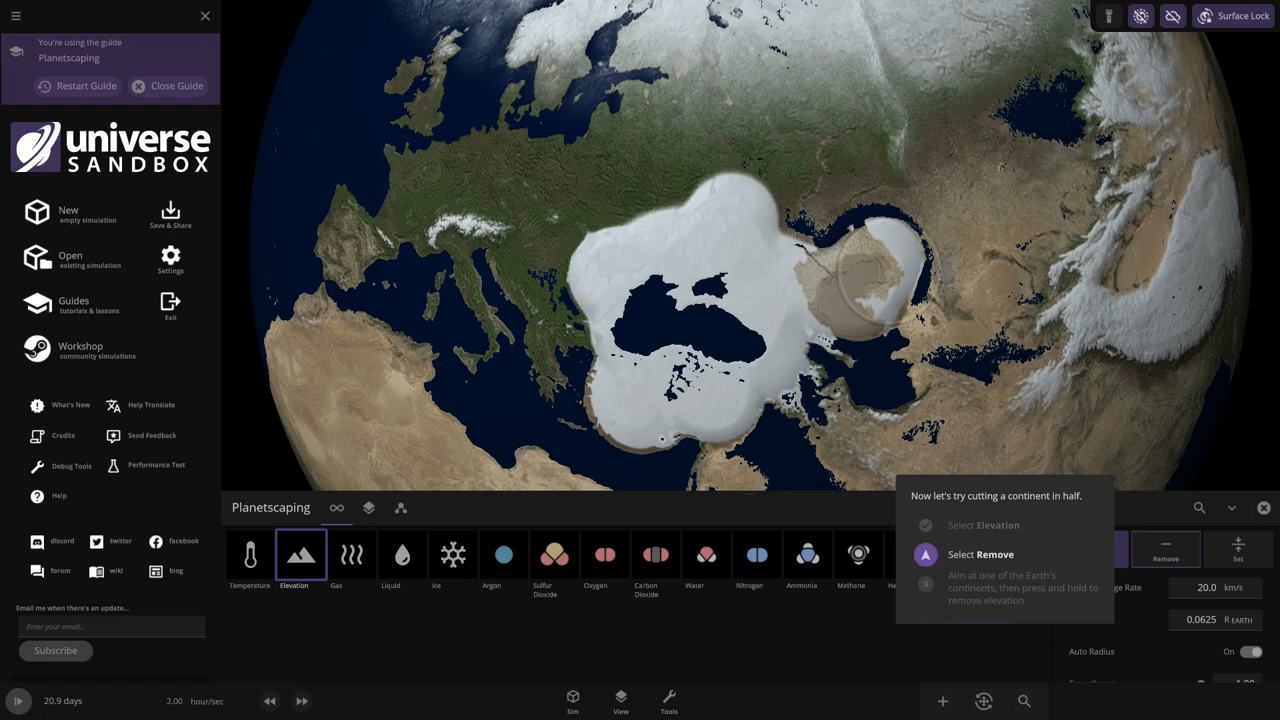 Surface Lock
You're using the guide
Planetscaping
Restart Guide
Close Guide
universe
SANDBOX
New
empty simulation
Save & Share
Open
existing simulation
Settings
Guides
tutorials & lessons
Exit
Workshop
community simulations
What's New
Help Translate
Credits
Send Feedback
Debug Tools
Performance Test
Help
discord
twitter
facebook
forum
wiki
blog
Email me when there's an update...
Enter your email...
Subscribe
Planetscaping
Temperature
Elevation
Gas
Liquid
Ice
Argon
Sulfur
Dioxide
Oxygen
Carbon
Dioxide
Water
Nitrogen
Ammonia
Methane
Now let's try cutting a continent in half.
Select Elevation
Select Remove
3
Aim at one of the Earth's
continents, then press and hold to
remove elevation
Remove
Set
20.0 km/s
0.0625 R EARTH
Auto Radius
On
20.9 days
2.00 hour/sec
Sim
View
Tools